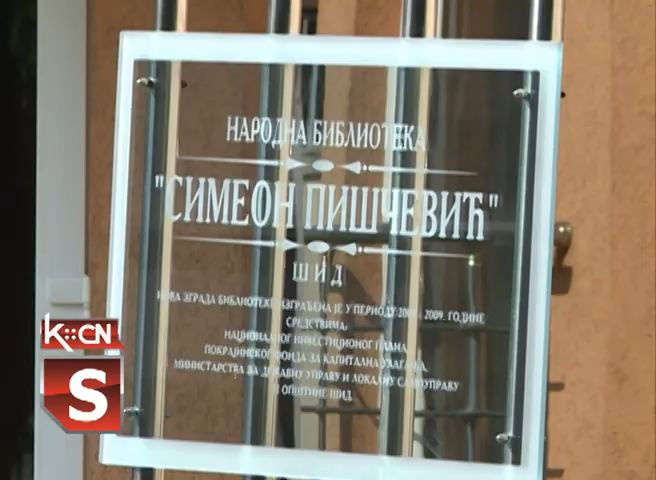 НАРОДНА БИБЛИОТЕКА
"СИМЕОН ПИШЧЕВИЋ"
ШИД
НОВА ЗГРАДА БИБЛИОТЕКЕ ИЗГРАЂЕНА ЈЕ У ПЕРИОДУ - 2009. ГОДИНЕ
СРЕДСТВИМА:
НАЦИОНАЛНОГ ИНВЕСТИЦИОНОГ ПЛАНА
ПОКРАЈИНСКОГ ФОНДА ЗА КАПИТАЛНА УЛАГАЊА,
МИНИСТАРСТВА ЗА ДРЖАВНУ УПРАВУ И ЛОКАЛНУ САМОУПРАВУ
И ОПШТИНЕ ШИД
K::CN
S